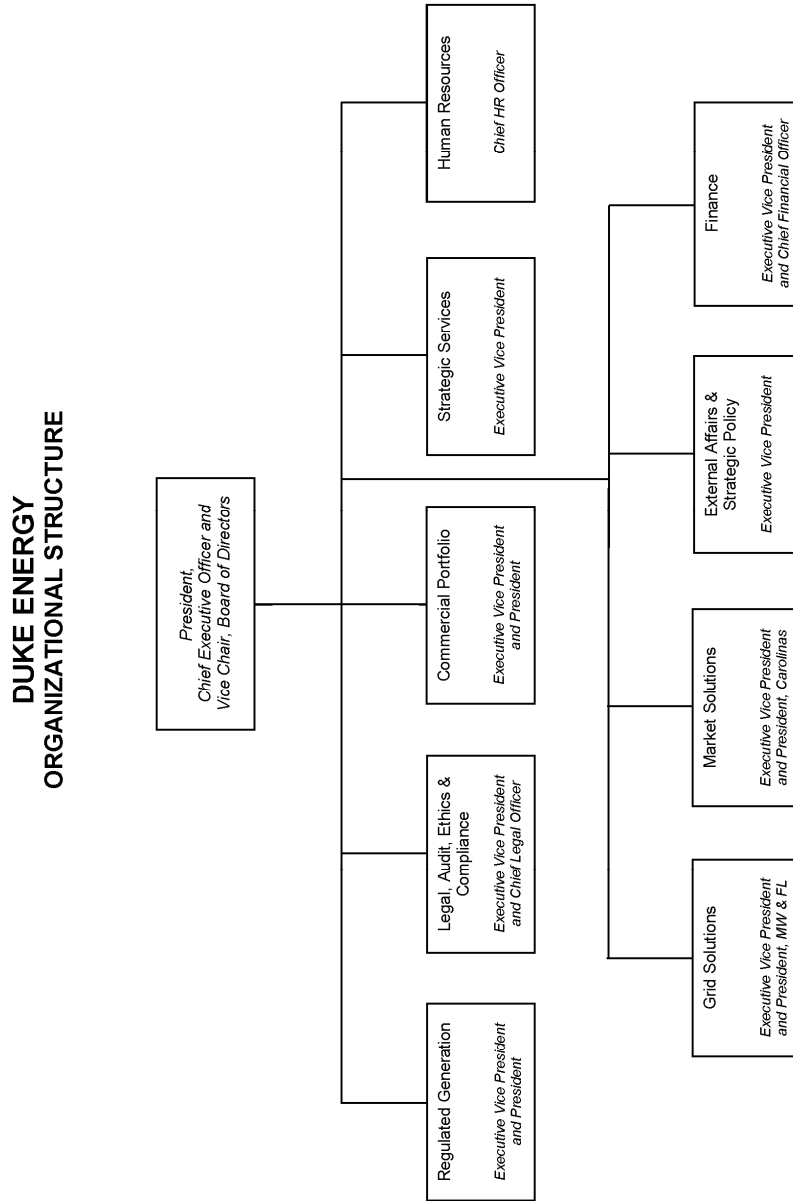 DUKE ENERGY
ORGANIZATIONAL STRUCTURE
President,
Chief Executive Officer and
Vice Chair, Board of Directors
Regulated Generation
Executive Vice President
and President
Legal, Audit, Ethics &
Compliance
Executive Vice President
and Chief Legal Officer
Commercial Portfolio
Executive Vice President
and President
Strategic Services
Executive Vice President
Human Resources
Chief HR Officer
Grid Solutions
Executive Vice President
and President, MW & FL
Market Solutions
Executive Vice President
and President, Carolinas
External Affairs &
Strategic Policy
Executive Vice President
Finance
Executive Vice President
and Chief Financial Officer